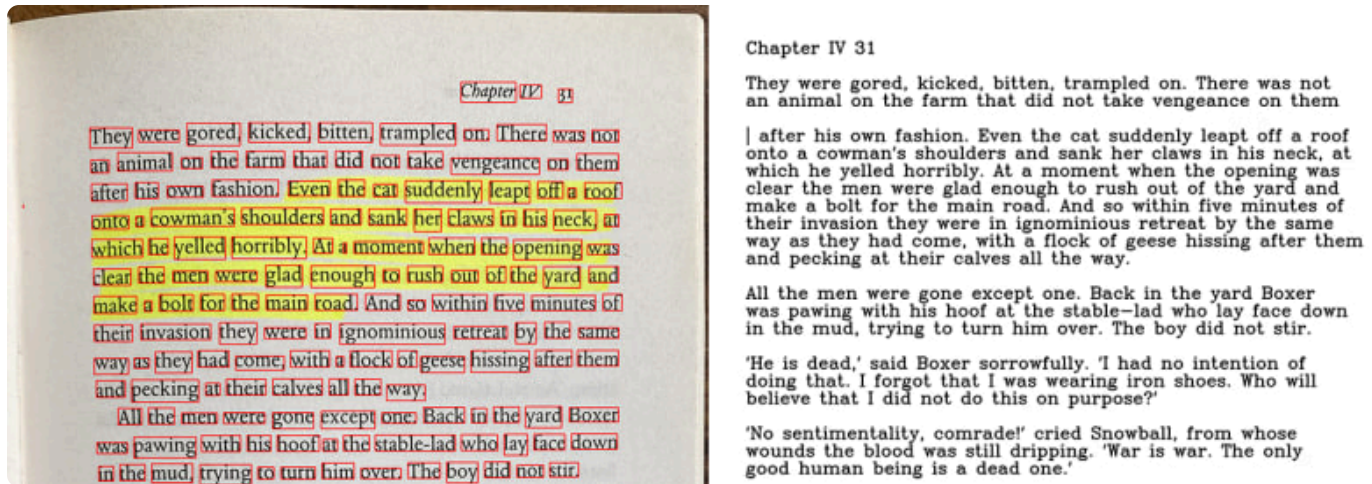 Chapter IV 31
They were gored, kicked, bitten, trampled on. There was not
an animal on the farm that did not take vengeance on them
after his own fashion. Even the cat suddenly leapt off a roof
onto a cowman's shoulders and sank her claws in his neck, at
which he yelled horribly. At a moment when the opening was
clear the men were glad enough to rush out of the yard and
make a bolt for the main road. And so within five minutes of
their invasion they were in ignominious retreat by the same
way as they had come, with a flock of geese hissing after them
and pecking at their calves all the way.
All the men were gone except one. Back in the yard Boxer
was pawing with his hoof at the stable-lad who lay face down
in the mud, trying to turn him over. The boy did not stir.
Chapter IV 31
They were gored, kicked, bitten, trampled on. There was not
an animal on the farm that did not take vengeance on them
| after his own fashion. Even the cat suddenly leapt off a roof
onto a cowman's shoulders and sank her claws in his neck, at
which he yelled horribly. At a moment when the opening was
clear the men were glad enough to rush out of the yard and
make a bolt for the main road. And so within five minutes of
their invasion they were in ignominious retreat by the same
way as they had come, with a flock of geese hissing after them
and pecking at their calves all the way.
All the men were gone except one. Back in the yard Boxer
was pawing with his hoof at the stable-lad who lay face down
in the mud, trying to turn him over. The boy did not stir.
'He is dead,' said Boxer sorrowfully. 'I had no intention of
doing that. I forgot that I was wearing iron shoes. Who will
believe that I did not do this on purpose?'
'No sentimentality, comrade!' cried Snowball, from whose
wounds the blood was still dripping. 'War is war. The only
good human being is a dead one.'